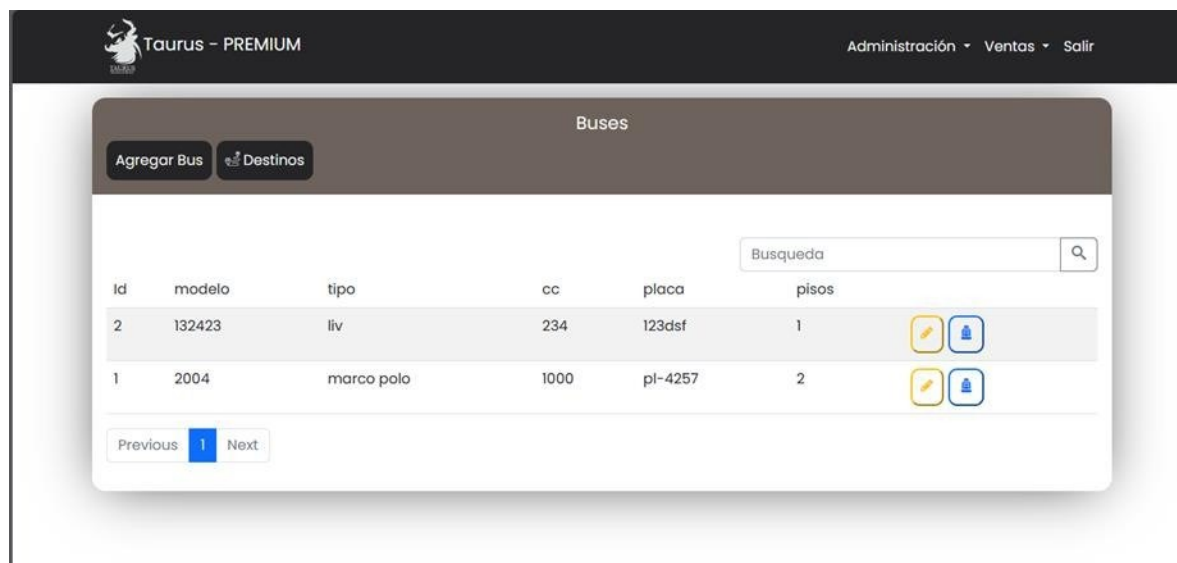 Taurus - PREMIUM
Administración Ventas Salir
TAURUS
Buses
Agregar Bus Destinos
Busqueda
Id modelo tipo cc placa pisos
2 132423 liv 234 123dsf 1
1 2004 marco polo 1000 pl-4257 2
Previous 1 Next